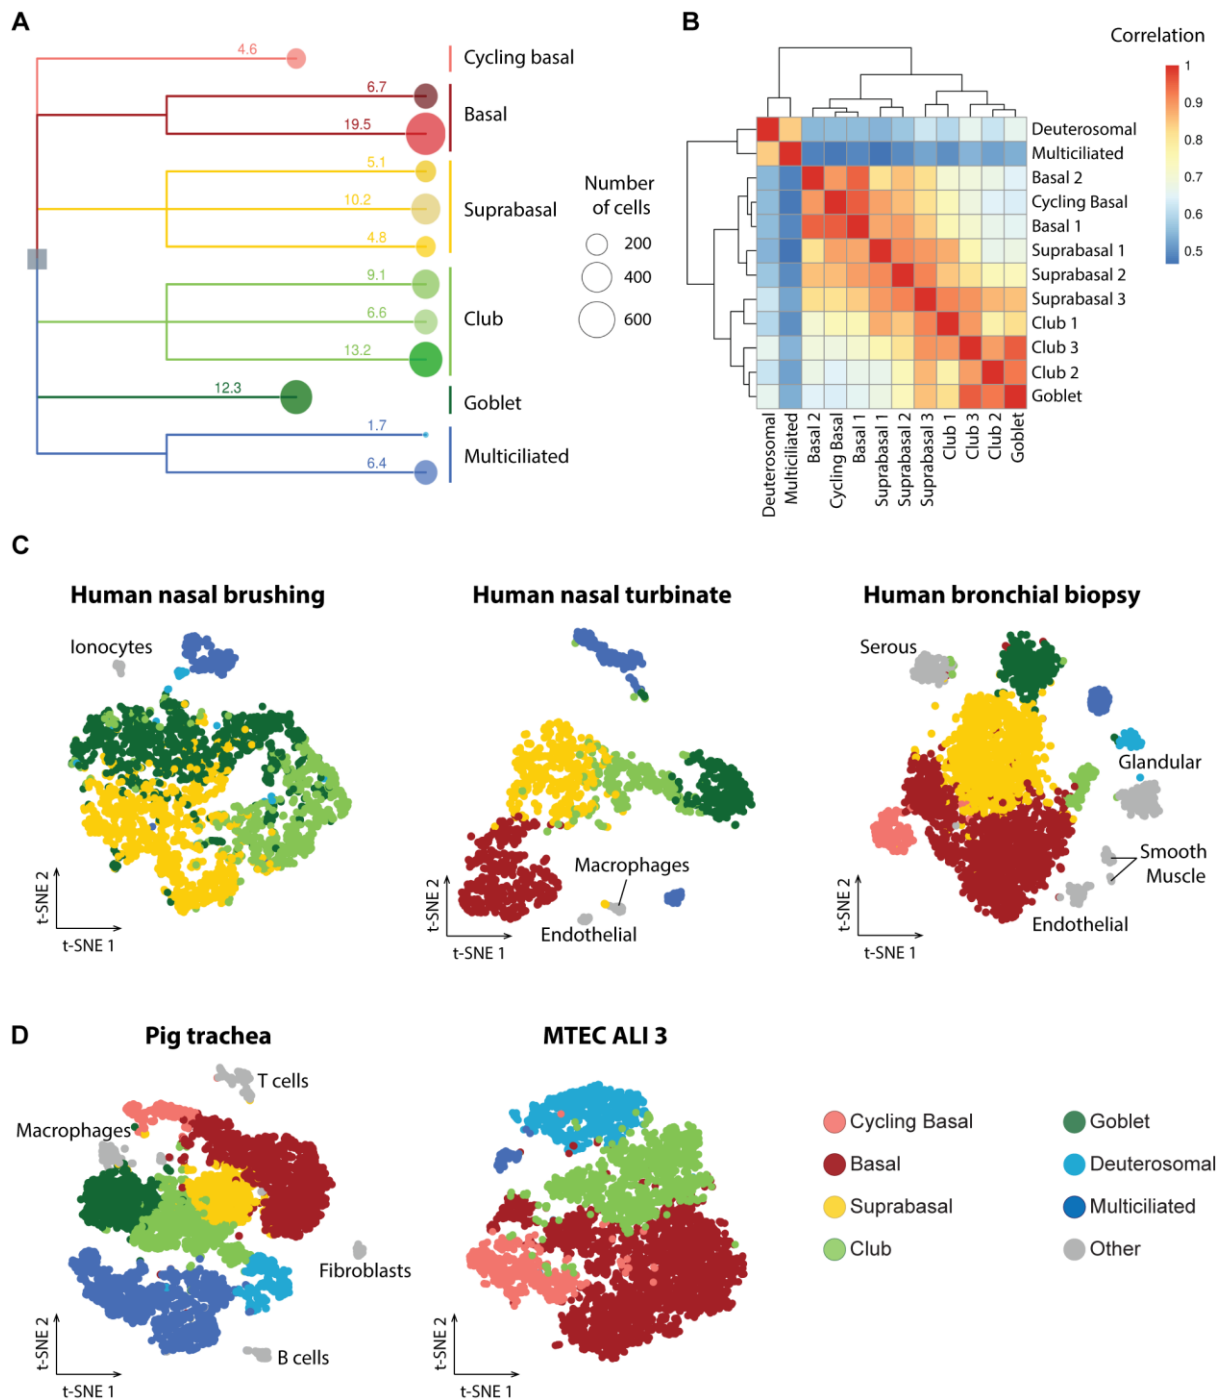 A
4.6
Cycling basal
6.7
Basal
19.5
5.1
10.2
Suprabasal
4.8
9.1
6.6
Club
13.2
12.3
Goblet
1.7
Multiciliated
6.4
Number
of cells
200
400
600
B
Correlation
1
0.9
0.8
0.7
0.6
0.5
Deuterosomal
Multiciliated
Basal 2
Cycling Basal
Basal 1
Suprabasal 1
Suprabasal 2
Suprabasal 3
Club 1
Club 3
Club 2
Goblet
Deuterosomal
Multiciliated
Basal 2
Cycling Basal
Basal 1
Suprabasal 1
Suprabasal 2
Suprabasal 3
Club 1
Club 3
Club 2
Goblet
C
Human nasal brushing
Ionocytes
t-SNE 2
t-SNE 1
Human nasal turbinate
Macrophages
Endothelial
t-SNE 2
t-SNE 1
Human bronchial biopsy
Serous
Glandular
Smooth
Muscle
Endothelial
t-SNE 2
t-SNE 1
D
Pig trachea
T cells
Macrophages
Fibroblasts
B cells
t-SNE 2
t-SNE 1
MTEC ALI 3
t-SNE 2
t-SNE 1
Cycling Basal
Basal
Suprabasal
Club
Goblet
Deuterosomal
Multiciliated
Other